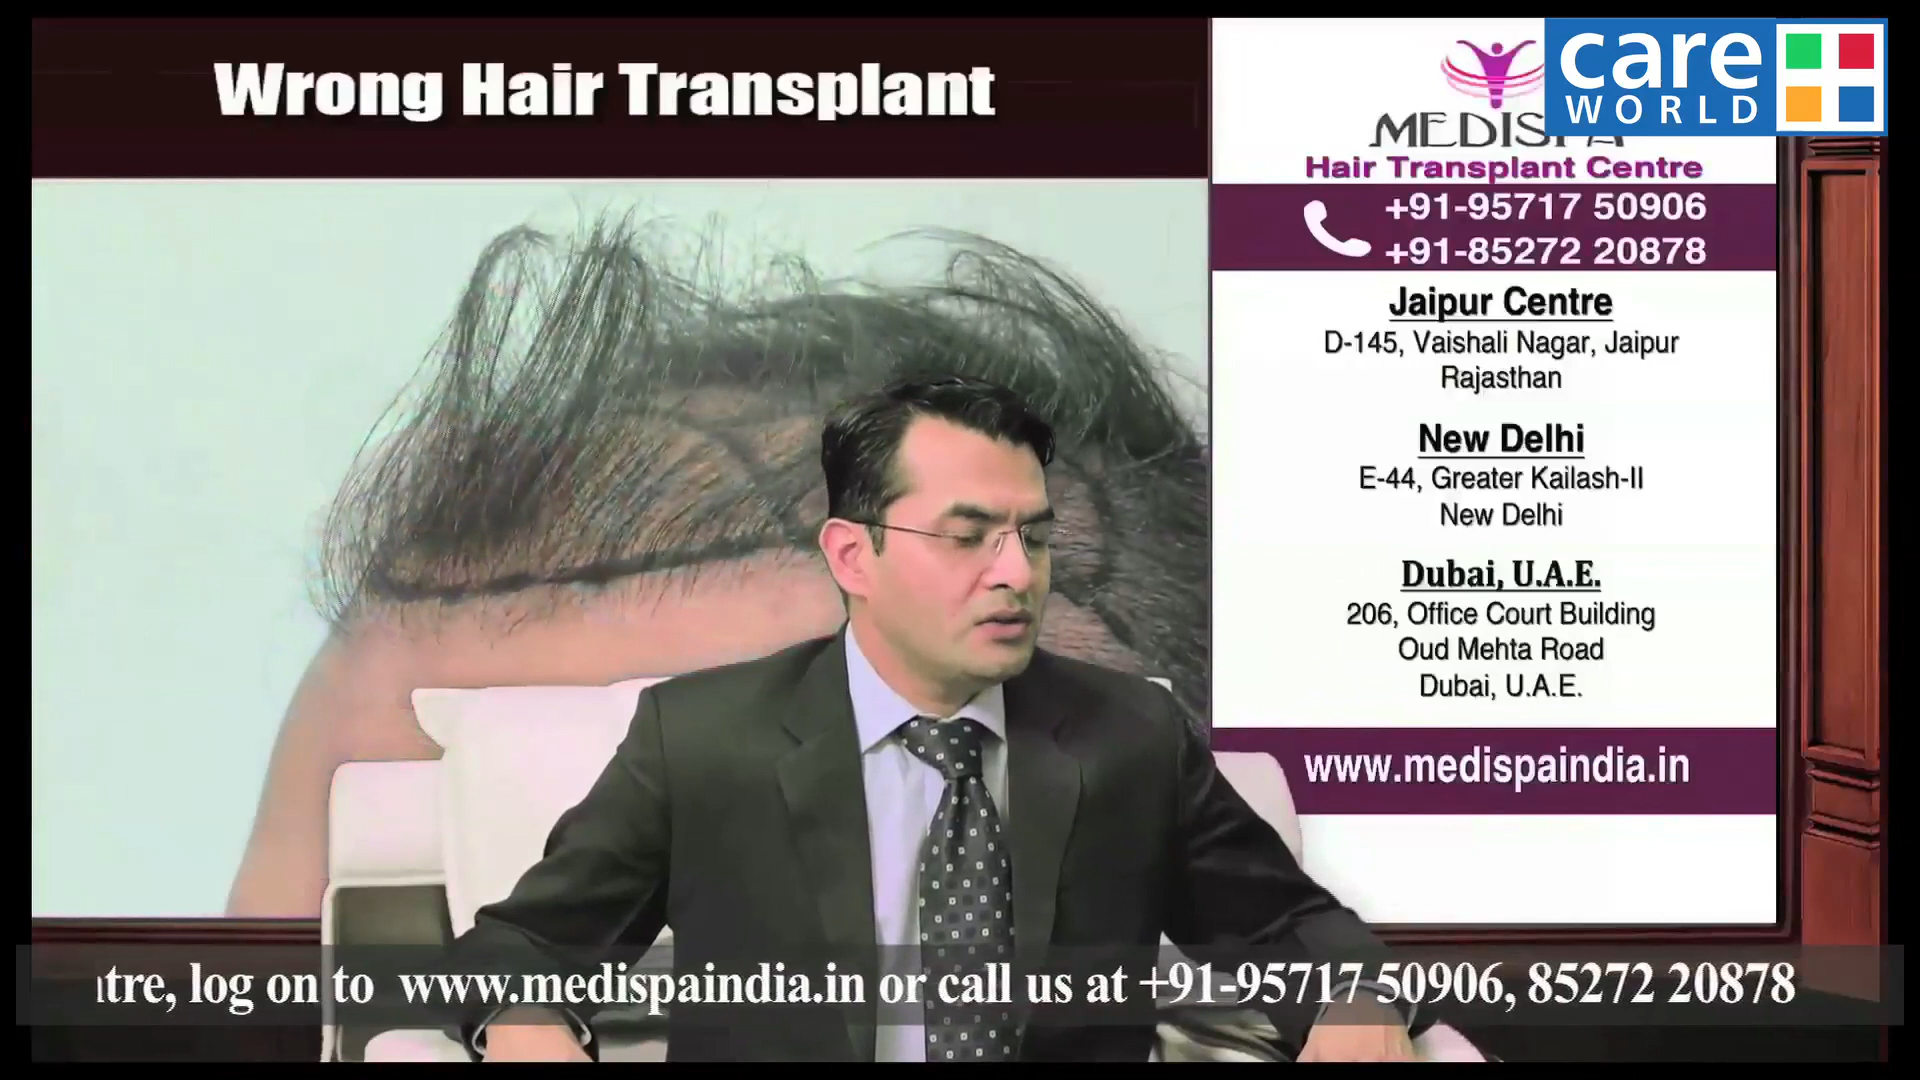 Wrong Hair Transplant
care
WORLD
MEDISPA
Hair Transplant Centre
+91-95717 50906
+91-85272 20878
Jaipur Centre
D-145, Vaishali Nagar, Jaipur
Rajasthan
New Delhi
E-44, Greater Kailash-II
New Delhi
Dubai, U.A.E.
206, Office Court Building
Oud Mehta Road
Dubai, U.A.E.
www.medispaindia.in
tre, log on to www.medispaindia.in or call us at +91-95717 50906, 85272 20878